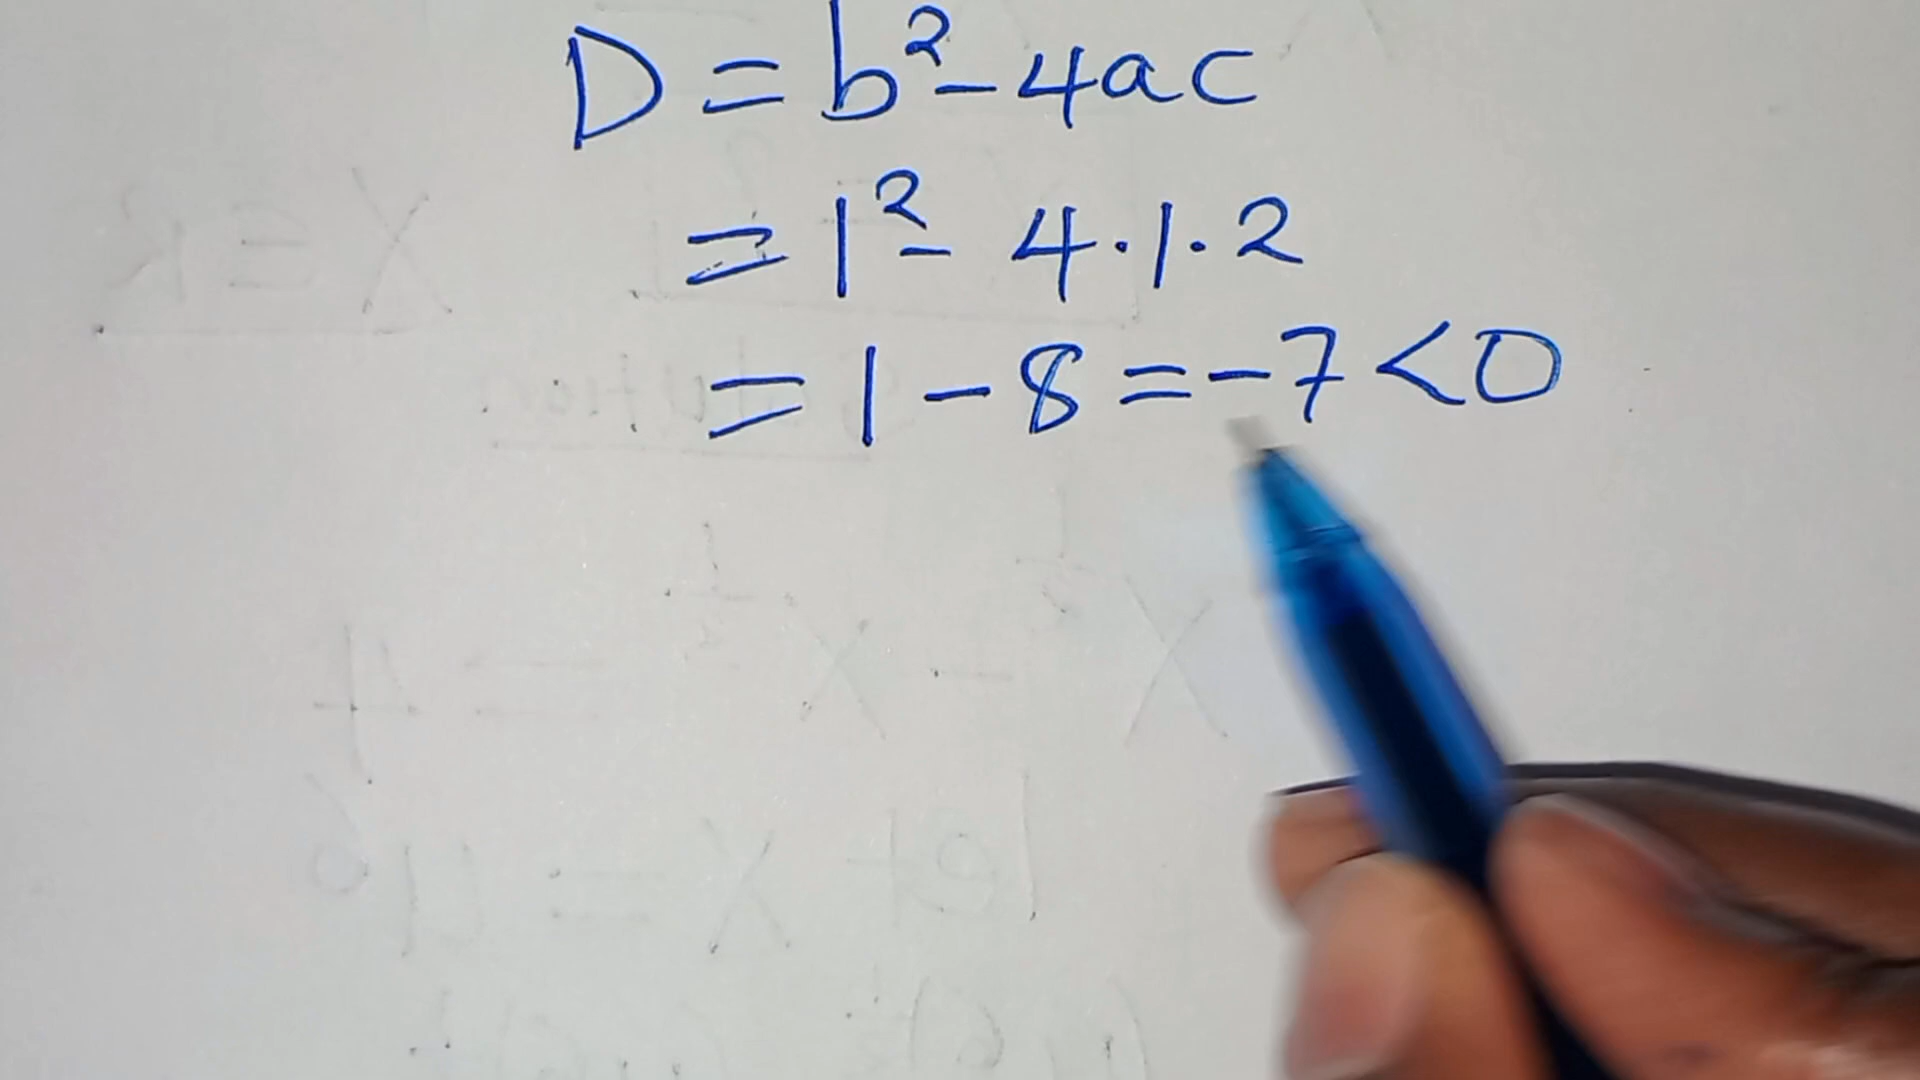 D = b² - 4ac
= 1² - 4·1·2
= 1 - 8 = -7 < 0